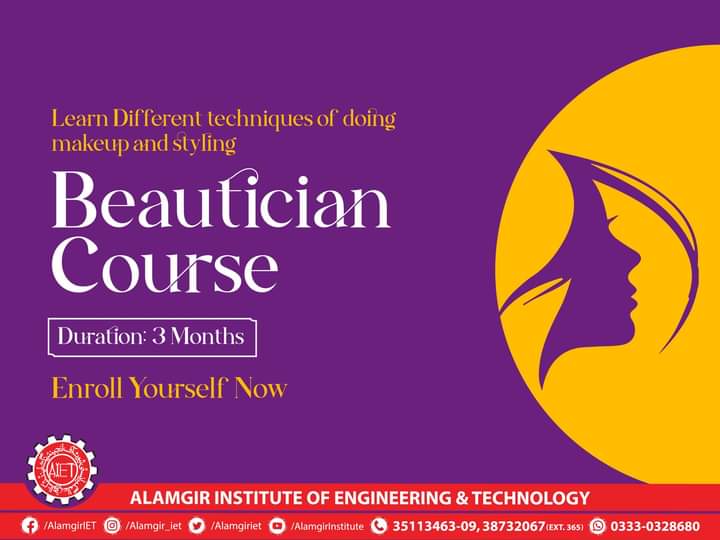 Learn Different techniques of doing
makeup and styling
Beautician
Course
Duration: 3 Months
Enroll Yourself Now
AIET
ALAMGIR INSTITUTE OF ENGINEERING & TECHNOLOGY
/AlamgirIET /Alamgir_iet /Alamgiriet /AlamgirInstitute 35113463-09, 38732067 (EXT. 365) 0333-0328680